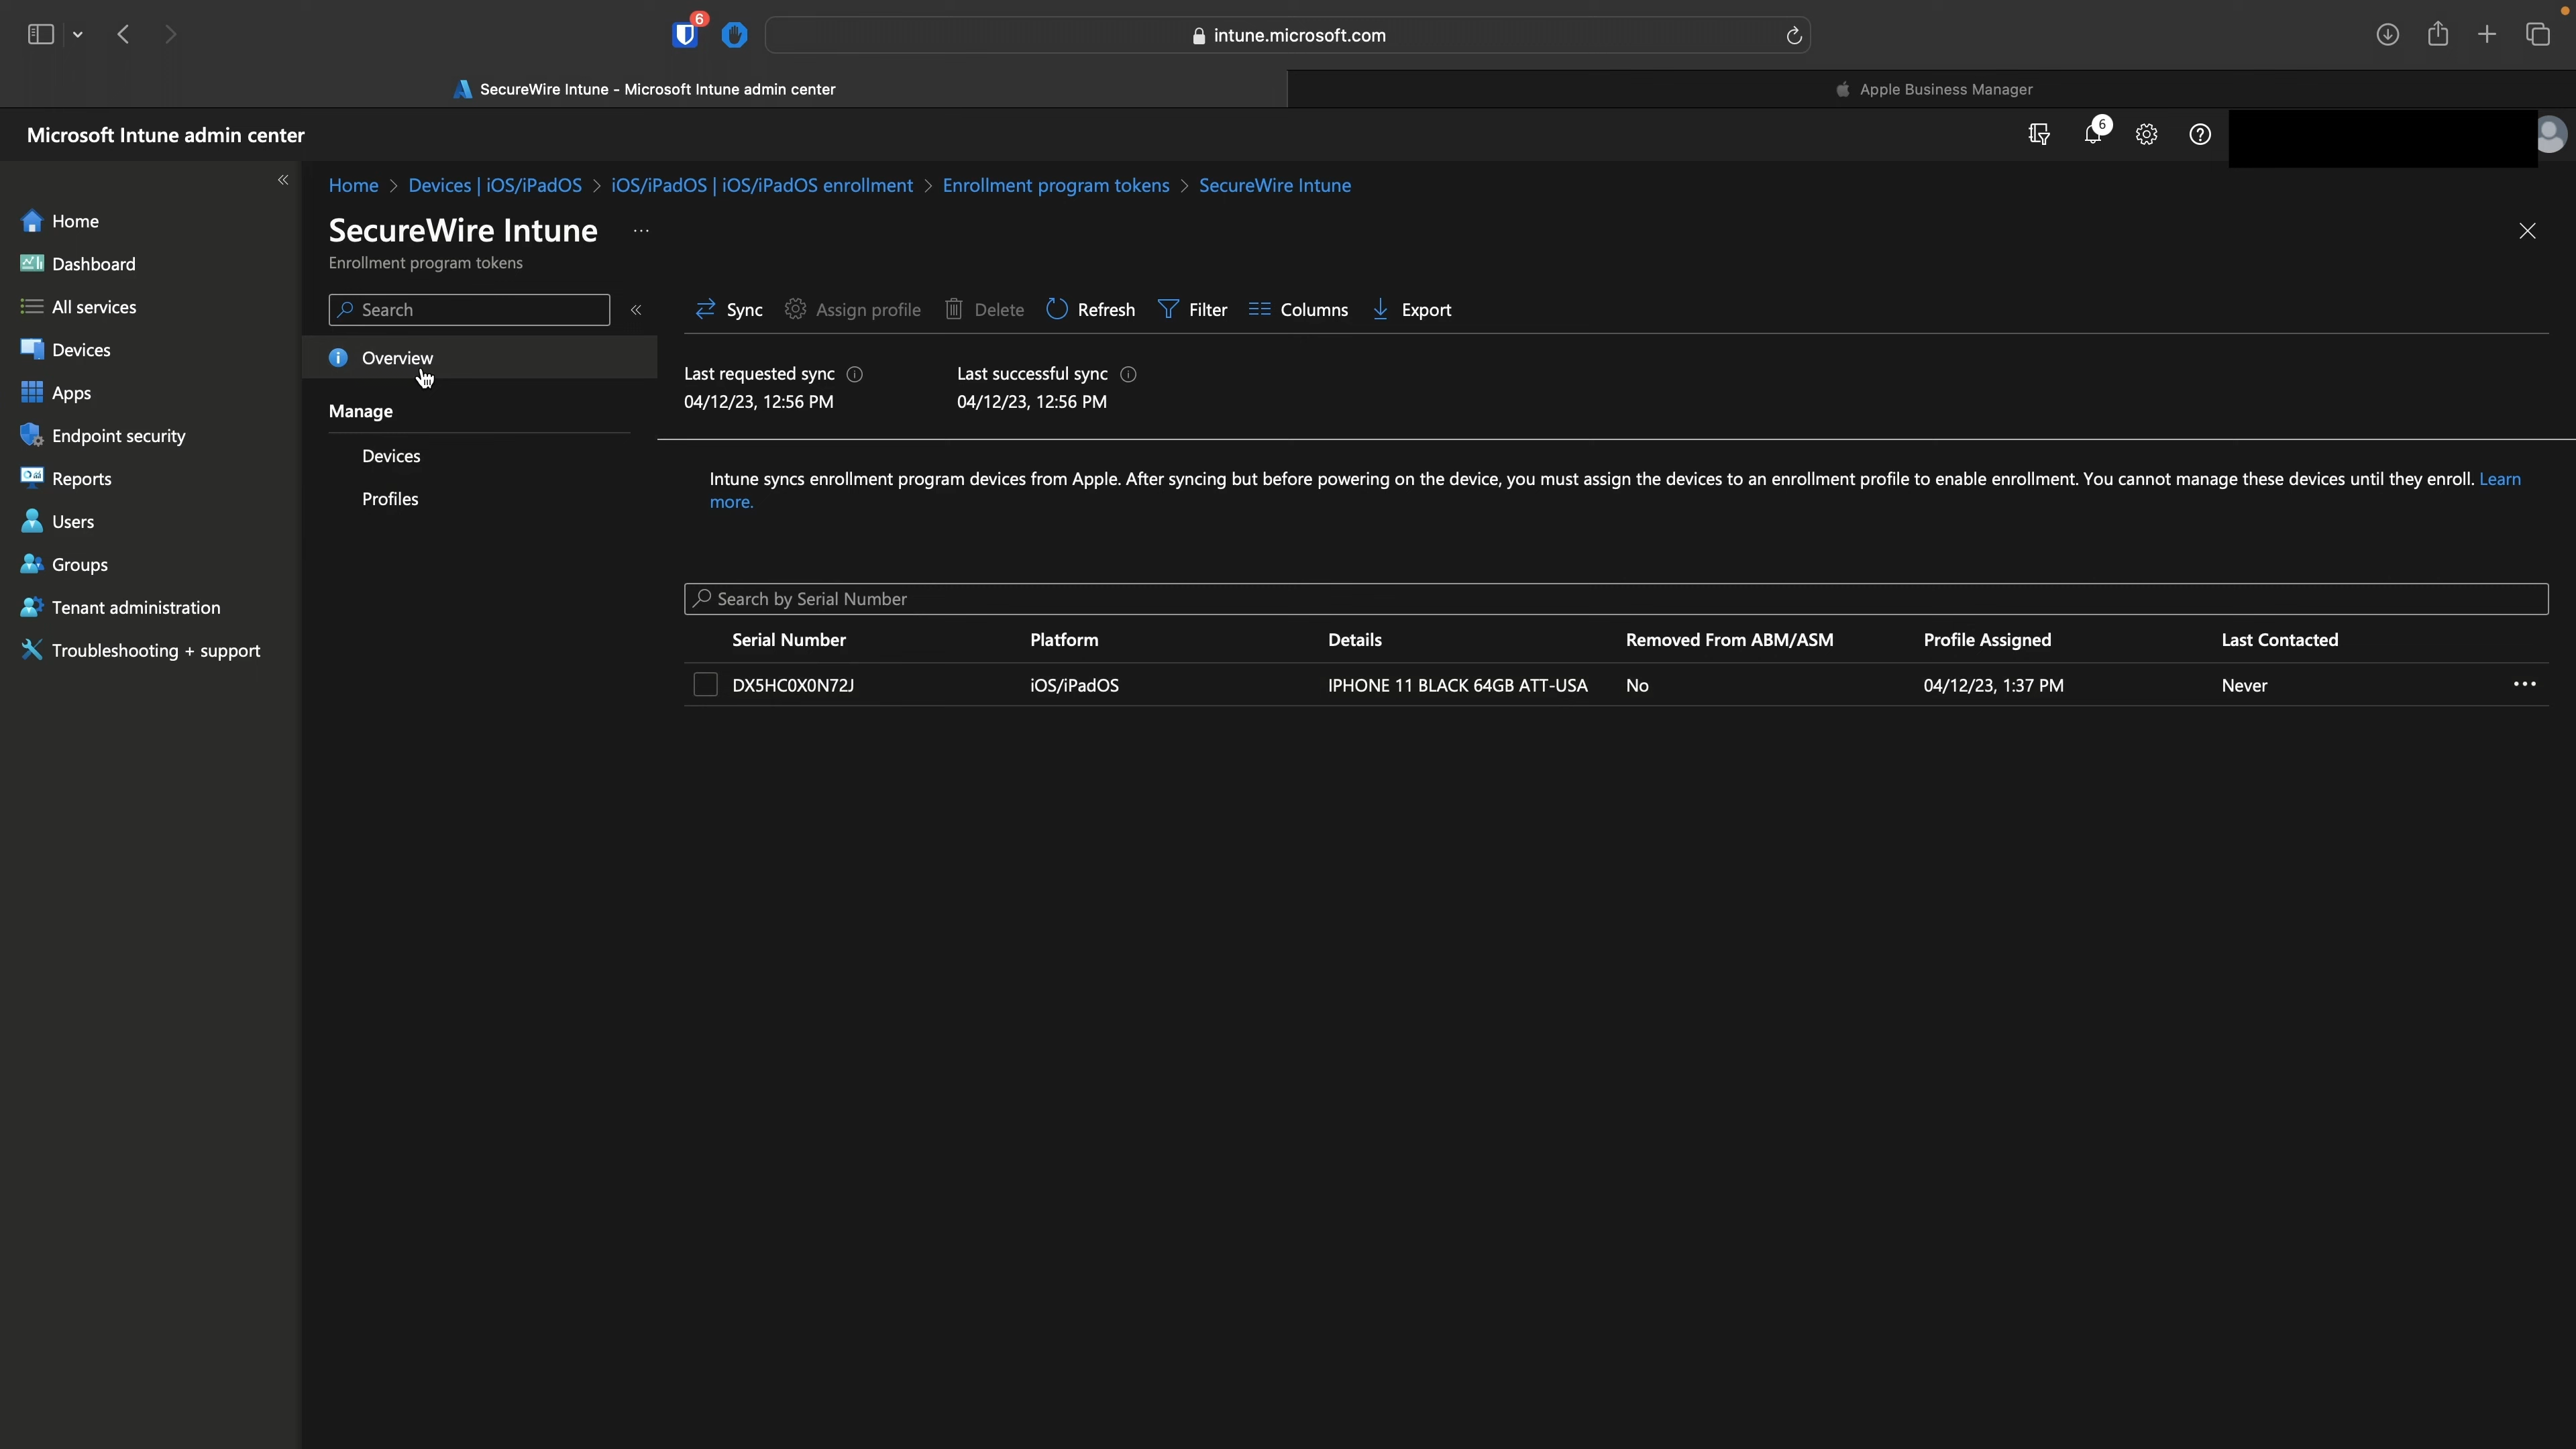 6
intune.microsoft.com
SecureWire Intune - Microsoft Intune admin center
Apple Business Manager
Microsoft Intune admin center
6
Home > Devices | iOS/iPadOS > iOS/iPadOS | iOS/iPadOS enrollment > Enrollment program tokens > SecureWire Intune
SecureWire Intune ...
Enrollment program tokens
Home
Dashboard
All services
Devices
Apps
Endpoint security
Reports
Users
Groups
Tenant administration
Troubleshooting + support
Search
Overview
Manage
Devices
Profiles
Sync Assign profile Delete Refresh Filter Columns Export
Last requested sync Last successful sync
04/12/23, 12:56 PM 04/12/23, 12:56 PM
Intune syncs enrollment program devices from Apple. After syncing but before powering on the device, you must assign the devices to an enrollment profile to enable enrollment. You cannot manage these devices until they enroll. Learn
more.
Search by Serial Number
Serial Number Platform Details Removed From ABM/ASM Profile Assigned Last Contacted
DX5HC0X0N72J iOS/iPadOS IPHONE 11 BLACK 64GB ATT-USA No 04/12/23, 1:37 PM Never ...